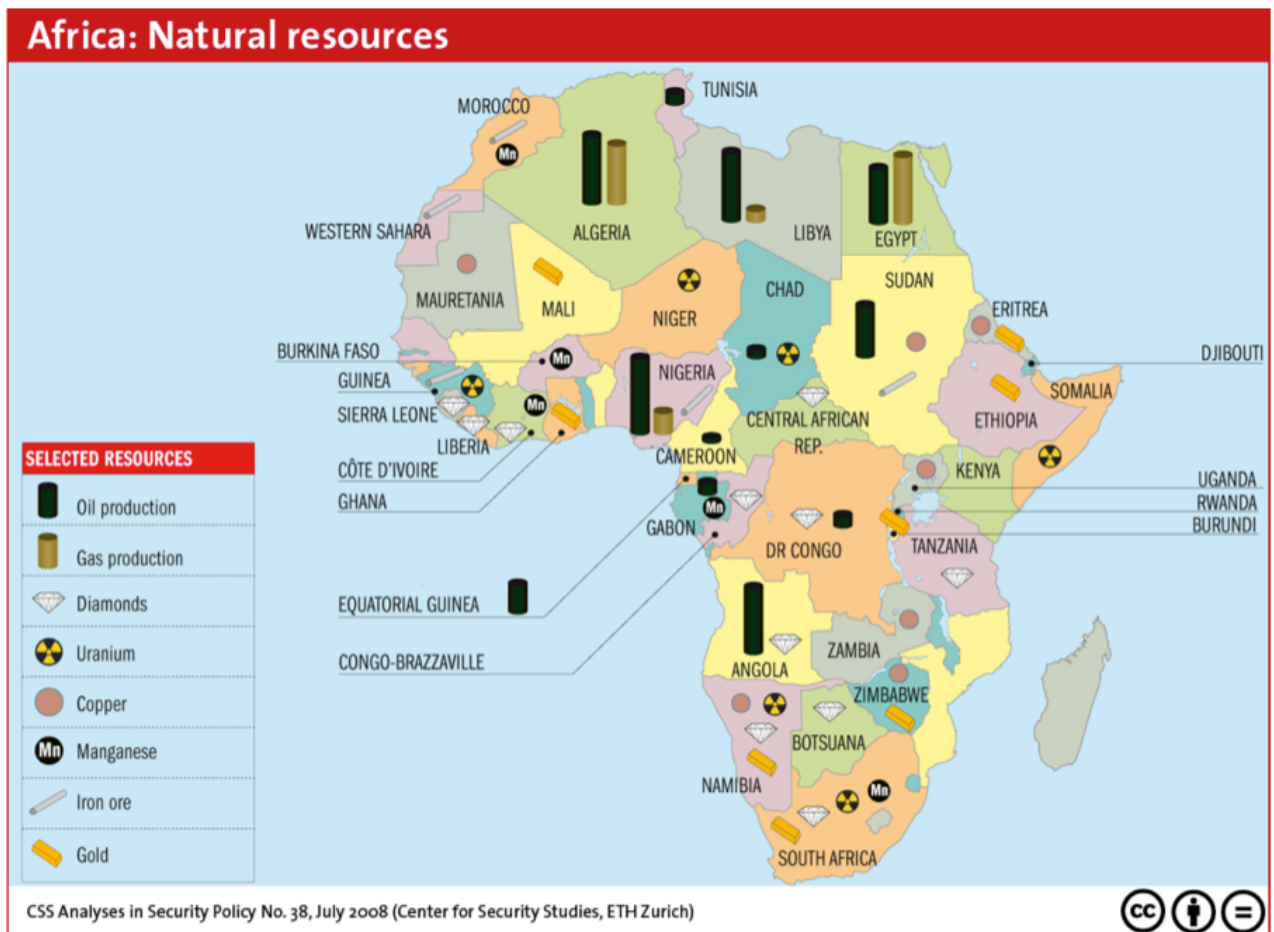 Africa: Natural resources
TUNISIA
MOROCCO
Mn
WESTERN SAHARA
ALGERIA
LIBYA
EGYPT
MAURETANIA
MALI
NIGER
CHAD
SUDAN
ERITREA
BURKINA FASO
Mn
DJIBOUTI
GUINEA
NIGERIA
SOMALIA
SIERRA LEONE
Mn
ETHIOPIA
LIBERIA
CENTRAL AFRICAN
REP.
CAMEROON
CÔTE D'IVOIRE
KENYA
UGANDA
GHANA
RWANDA
GABON
Mn
BURUNDI
DR CONGO
TANZANIA
EQUATORIAL GUINEA
CONGO-BRAZZAVILLE
ZAMBIA
ANGOLA
ZIMBABWE
BOTSUANA
NAMIBIA
Mn
SOUTH AFRICA
SELECTED RESOURCES
Oil production
Gas production
Diamonds
Uranium
Copper
Mn Manganese
Iron ore
Gold
CSS Analyses in Security Policy No. 38, July 2008 (Center for Security Studies, ETH Zurich)
cc